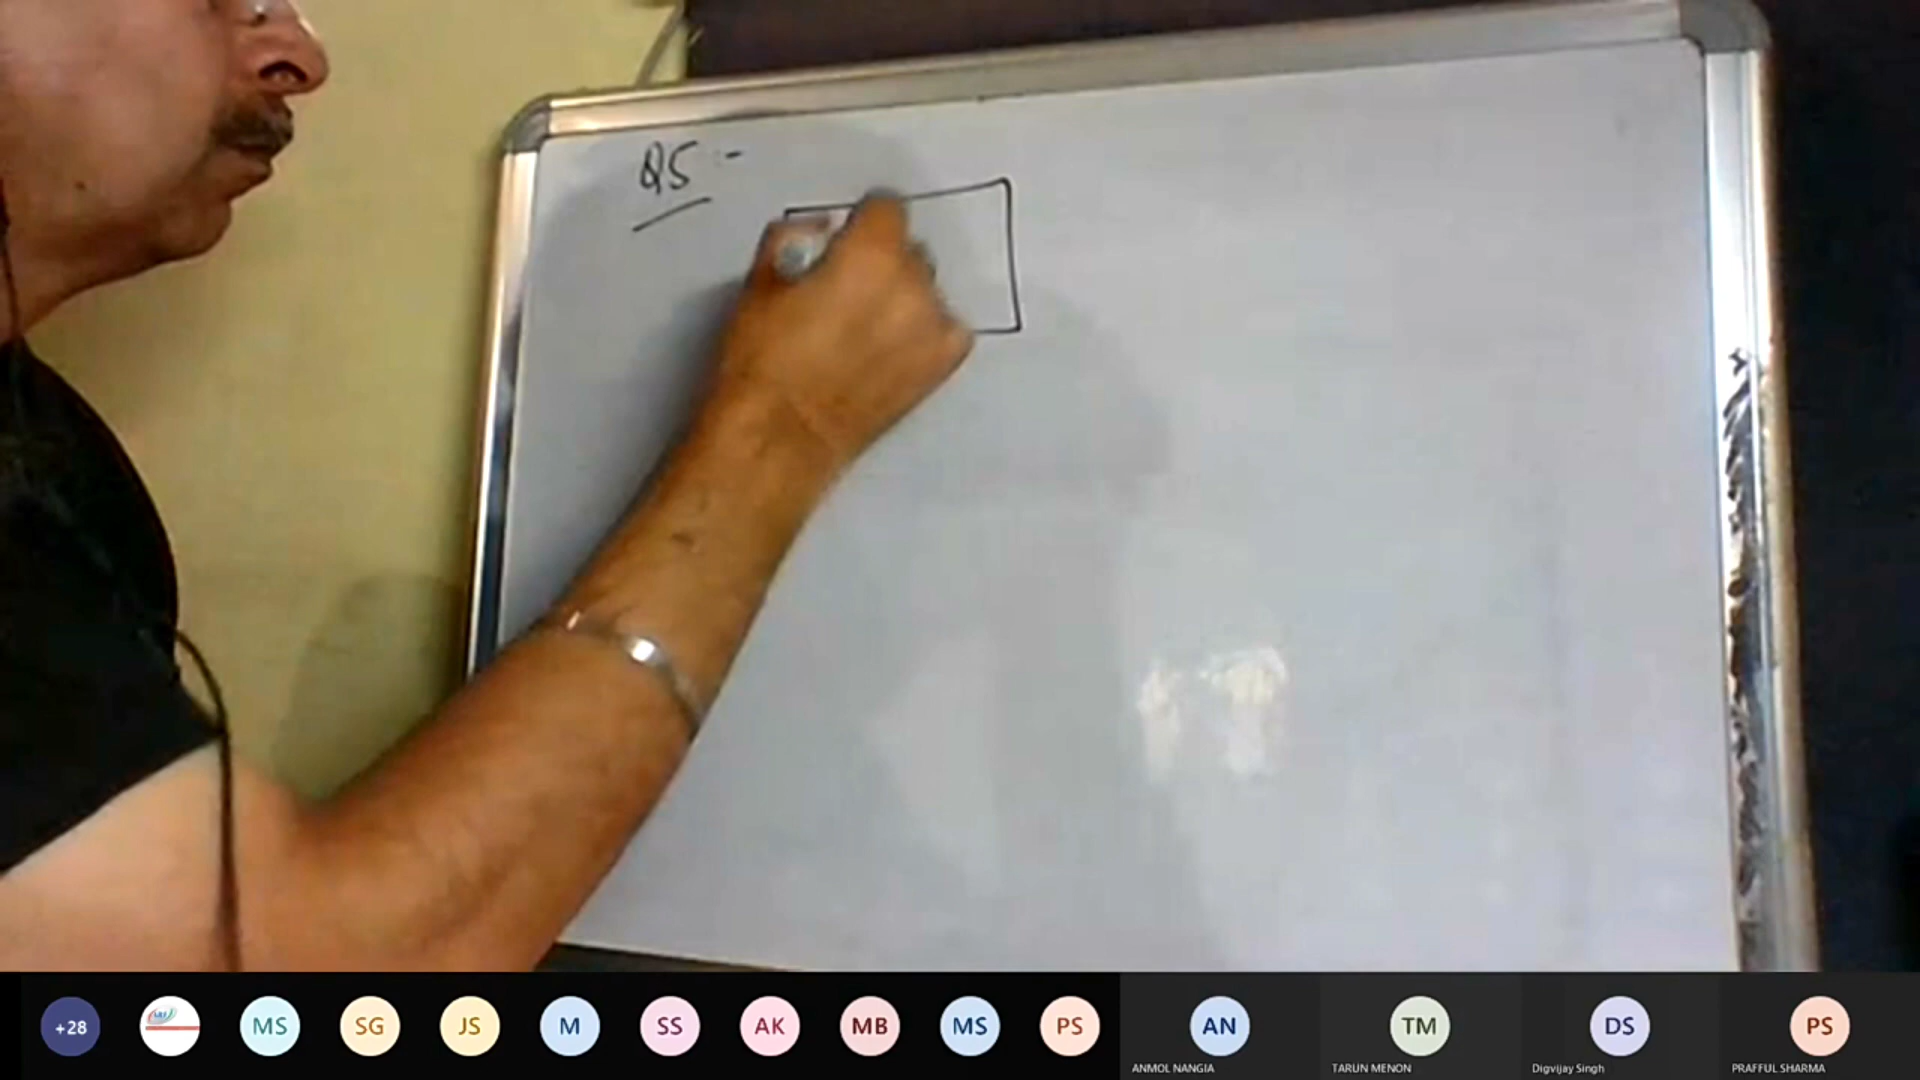 Q5 :-
+28
MS
SG
JS
M
SS
AK
MB
MS
PS
AN
TM
DS
PS
ANMOL NANGIA
TARUN MENON
Digvijay Singh
PRAFFUL SHARMA